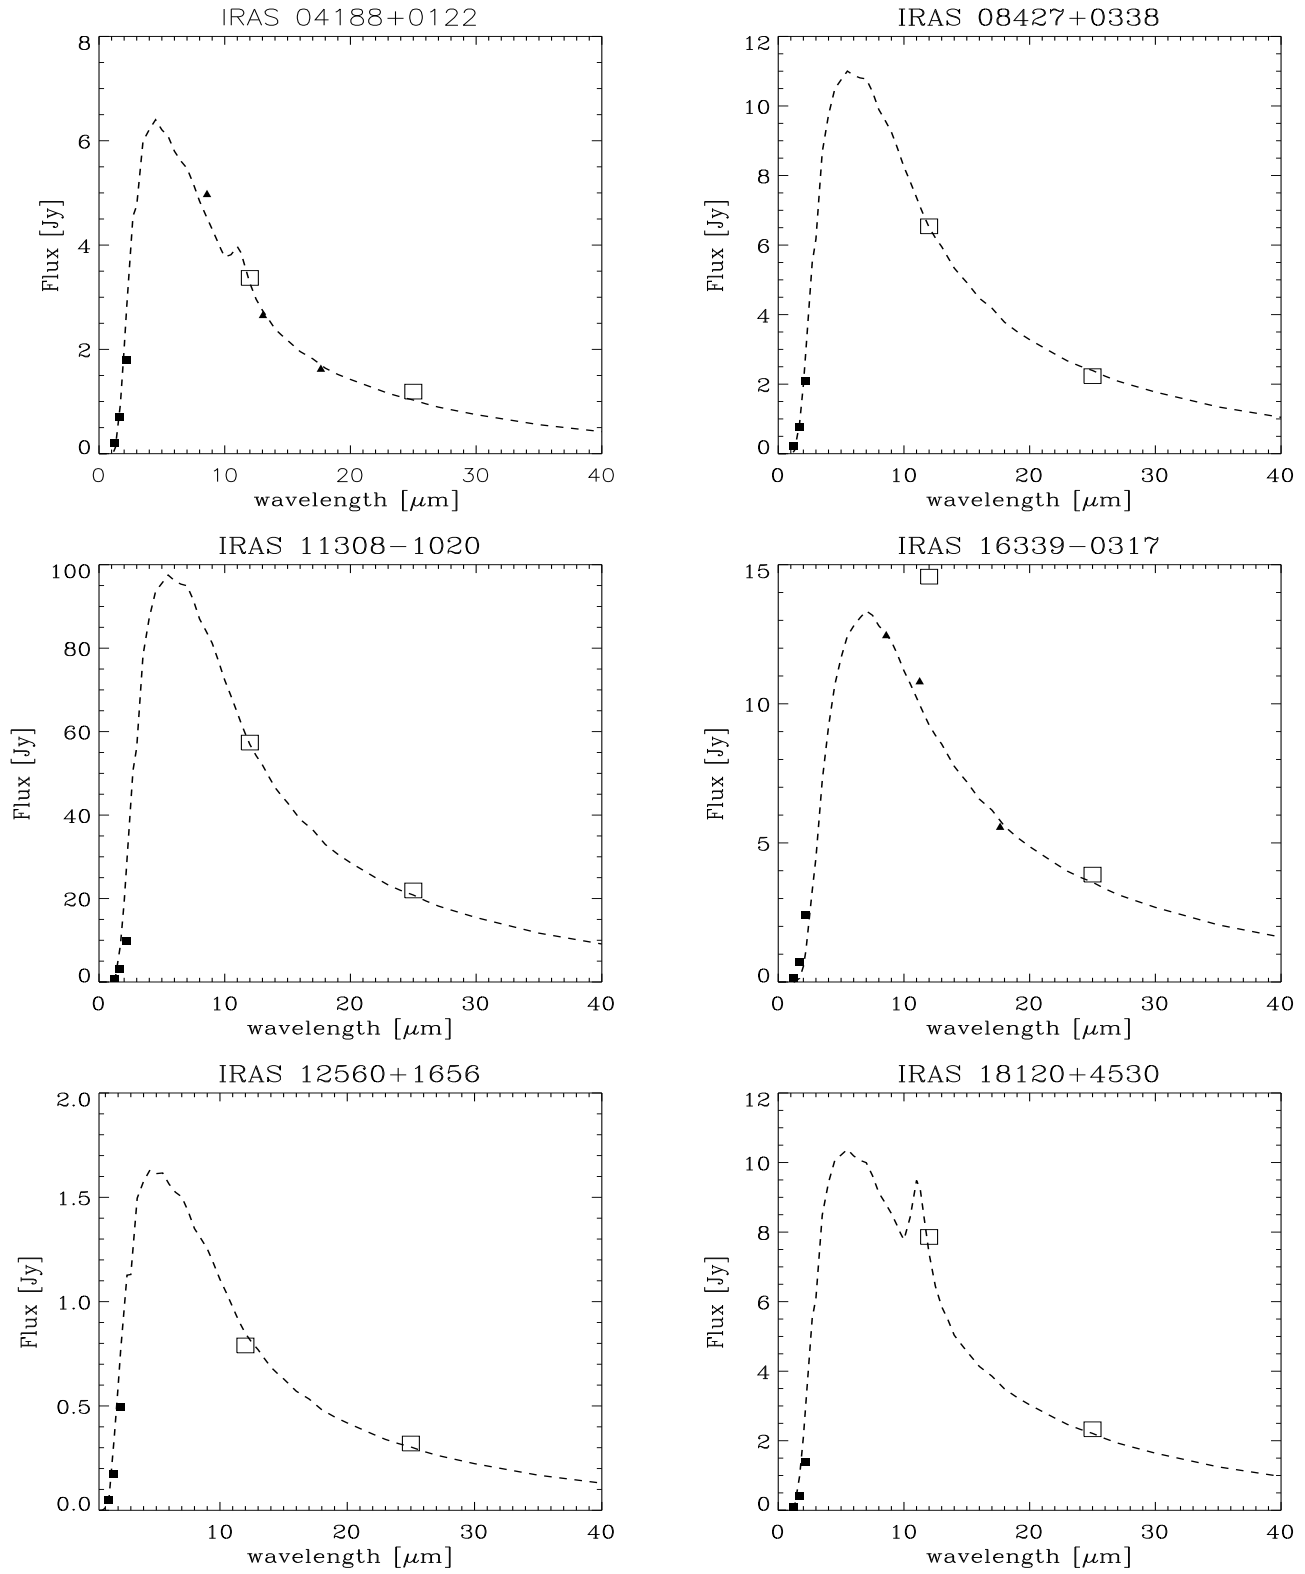 IRAS 04188+0122
8
6
4
2
0
Flux [Jy]
0 10 20 30 40
wavelength [μm]
IRAS 08427+0338
12
10
8
6
4
2
0
Flux [Jy]
0 10 20 30 40
wavelength [μm]
IRAS 11308−1020
100
80
60
40
20
0
Flux [Jy]
0 10 20 30 40
wavelength [μm]
IRAS 16339−0317
15
10
5
0
Flux [Jy]
0 10 20 30 40
wavelength [μm]
IRAS 12560+1656
2.0
1.5
1.0
0.5
0.0
Flux [Jy]
10 20 30 40
wavelength [μm]
IRAS 18120+4530
12
10
8
6
4
2
0
Flux [Jy]
0 10 20 30 40
wavelength [μm]